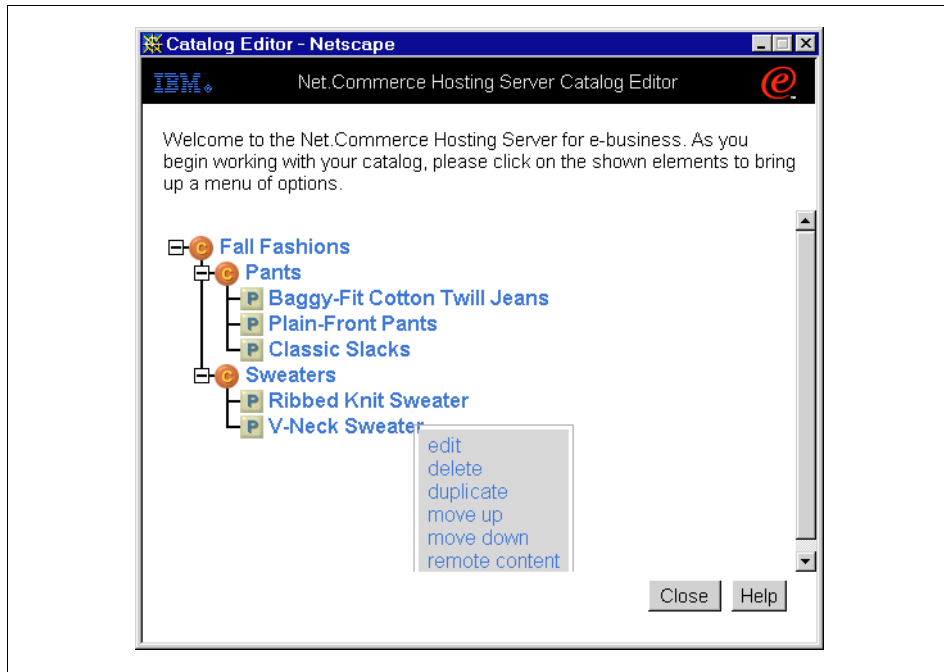 Catalog Editor - Netscape
IBM® Net.Commerce Hosting Server Catalog Editor e™
Welcome to the Net.Commerce Hosting Server for e-business. As you
begin working with your catalog, please click on the shown elements to bring
up a menu of options.
C Fall Fashions
C Pants
P Baggy-Fit Cotton Twill Jeans
P Plain-Front Pants
P Classic Slacks
C Sweaters
P Ribbed Knit Sweater
P V-Neck Sweater
edit
delete
duplicate
move up
move down
remote content
Close Help